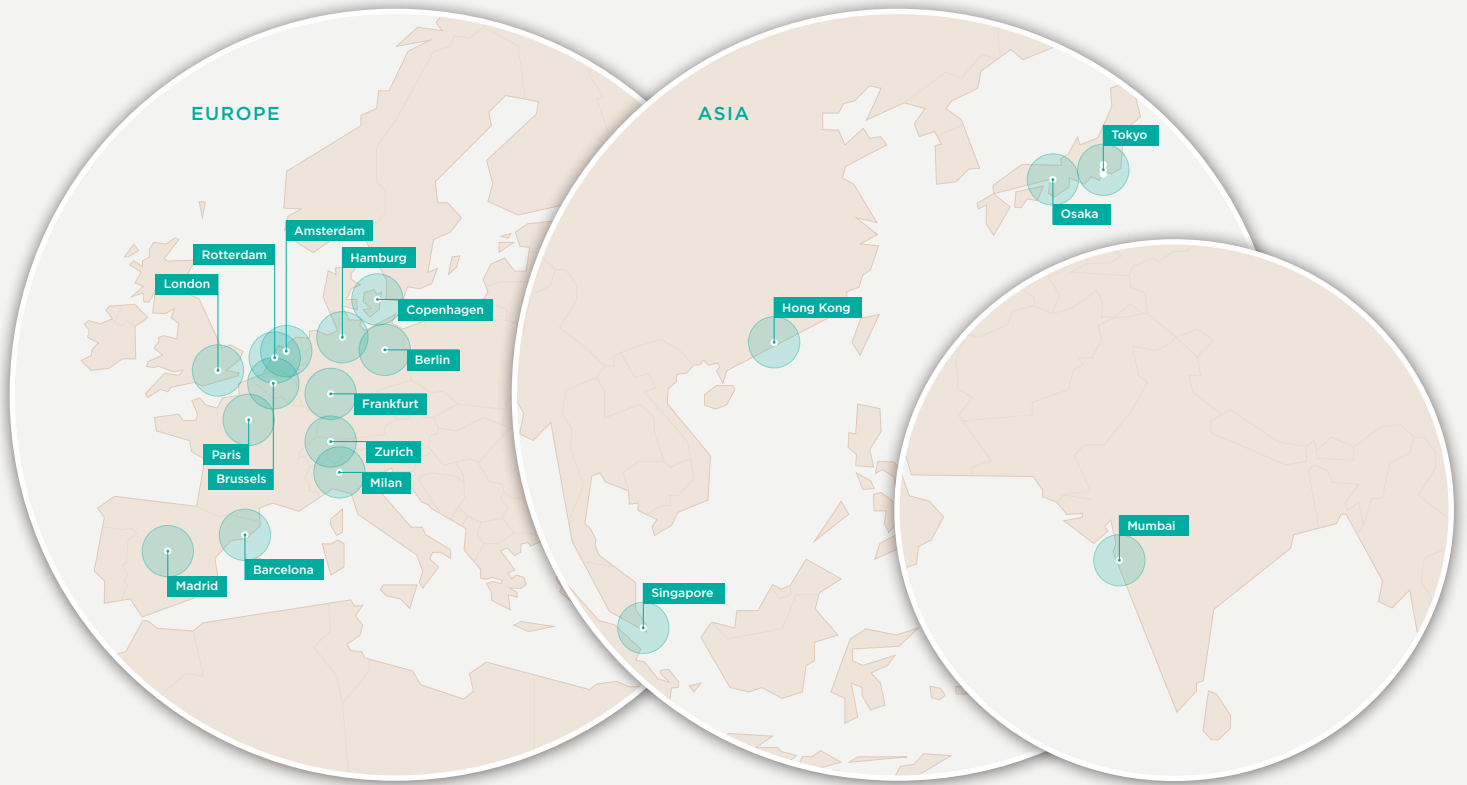 EUROPE
Amsterdam
Rotterdam
Hamburg
London
Copenhagen
Berlin
Frankfurt
Zurich
Paris
Brussels
Milan
Barcelona
Madrid
ASIA
Tokyo
Osaka
Hong Kong
Singapore
Mumbai